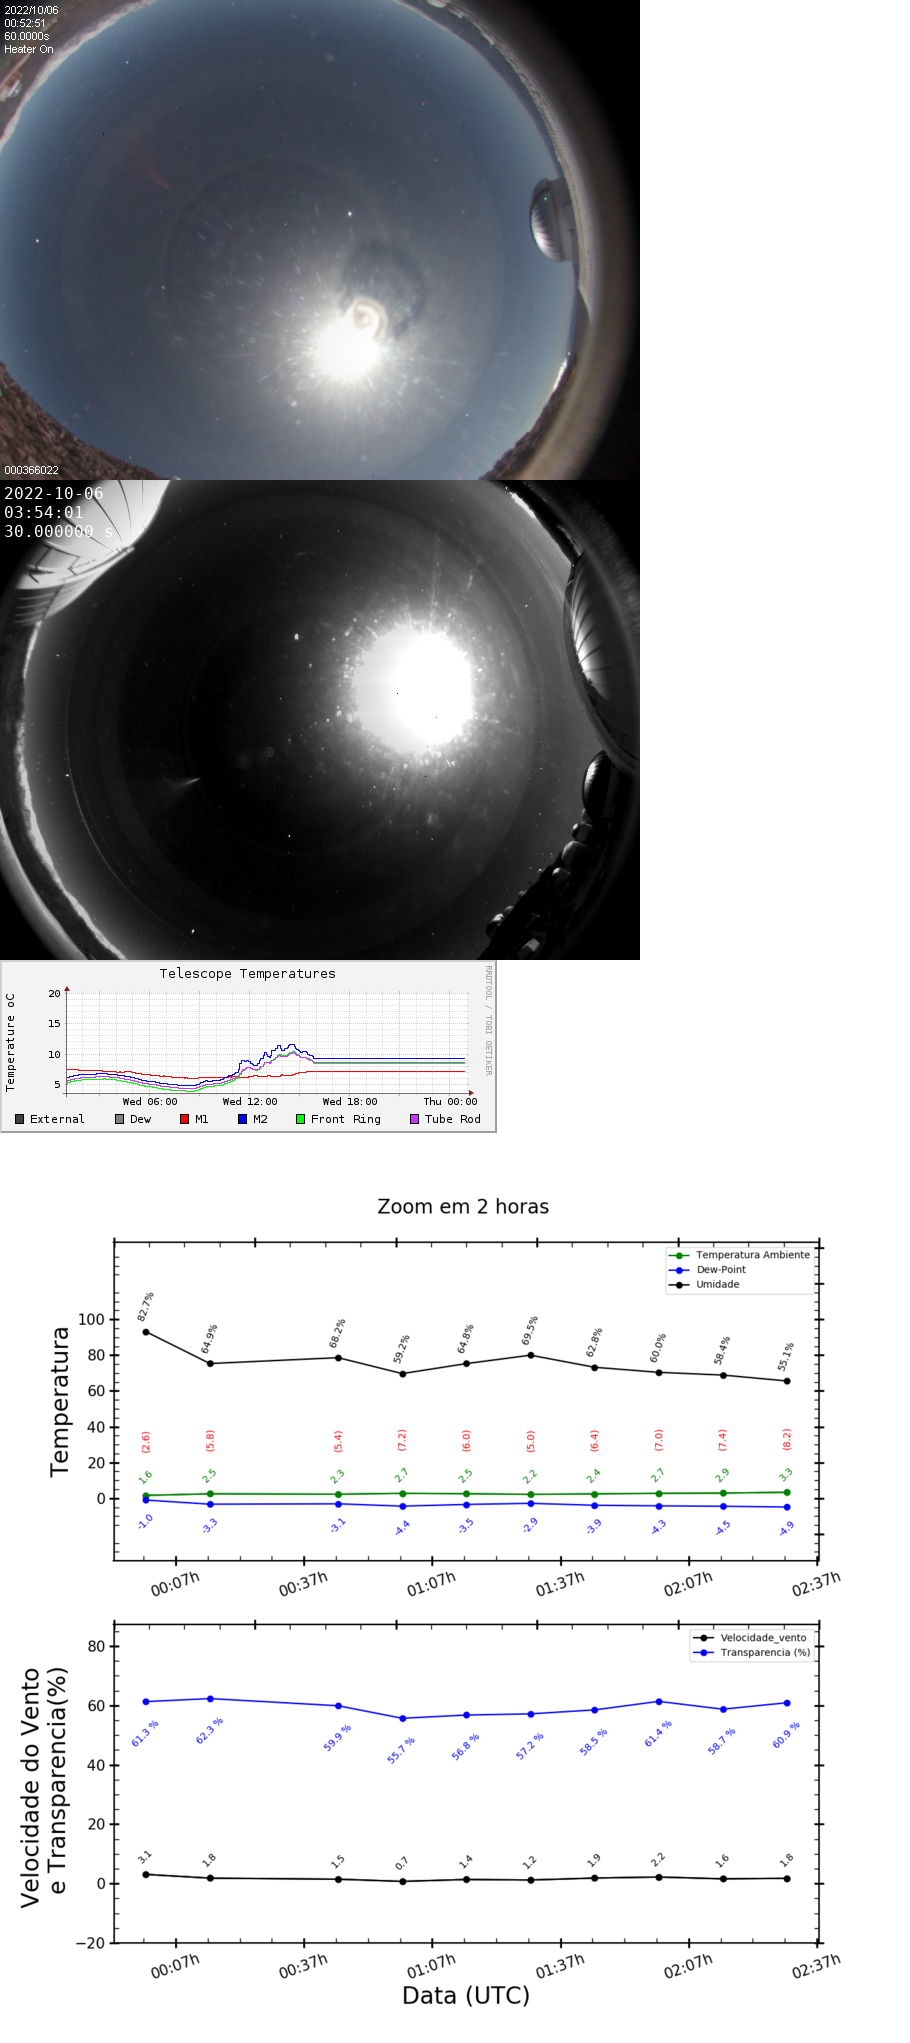 2022/10/06
00:52:51
60.0000s
Heater On
000366022
2022-10-06
03:54:01
30.000000 s
Telescope Temperatures
RRDTOOL / TOBI OETIKER
Temperature oC
20
15
10
5
Wed 06:00 Wed 12:00 Wed 18:00 Thu 00:00
External Dew M1 M2 Front Ring Tube Rod
Zoom em 2 horas
Temperatura Ambiente
Dew-Point
Umidade
Temperatura
100
80
60
40
20
0
82.7% 64.9% 68.2% 59.2% 64.8% 69.5% 62.8% 60.0% 58.4% 55.1%
(2.6) (5.8) (5.4) (7.2) (6.0) (5.0) (6.4) (7.0) (7.4) (8.2)
1.6 2.5 2.3 2.7 2.5 2.2 2.4 2.7 2.9 3.3
-1.0 -3.3 -3.1 -4.4 -3.5 -2.9 -3.9 -4.3 -4.5 -4.9
00:07h 00:37h 01:07h 01:37h 02:07h 02:37h
Velocidade_vento
Transparencia (%)
Velocidade do Vento
e Transparencia(%)
80
60
40
20
0
−20
61.3 % 62.3 % 59.9 % 55.7 % 56.8 % 57.2 % 58.5 % 61.4 % 58.7 % 60.9 %
3.1 1.8 1.5 0.7 1.4 1.2 1.9 2.2 1.6 1.8
00:07h 00:37h 01:07h 01:37h 02:07h 02:37h
Data (UTC)